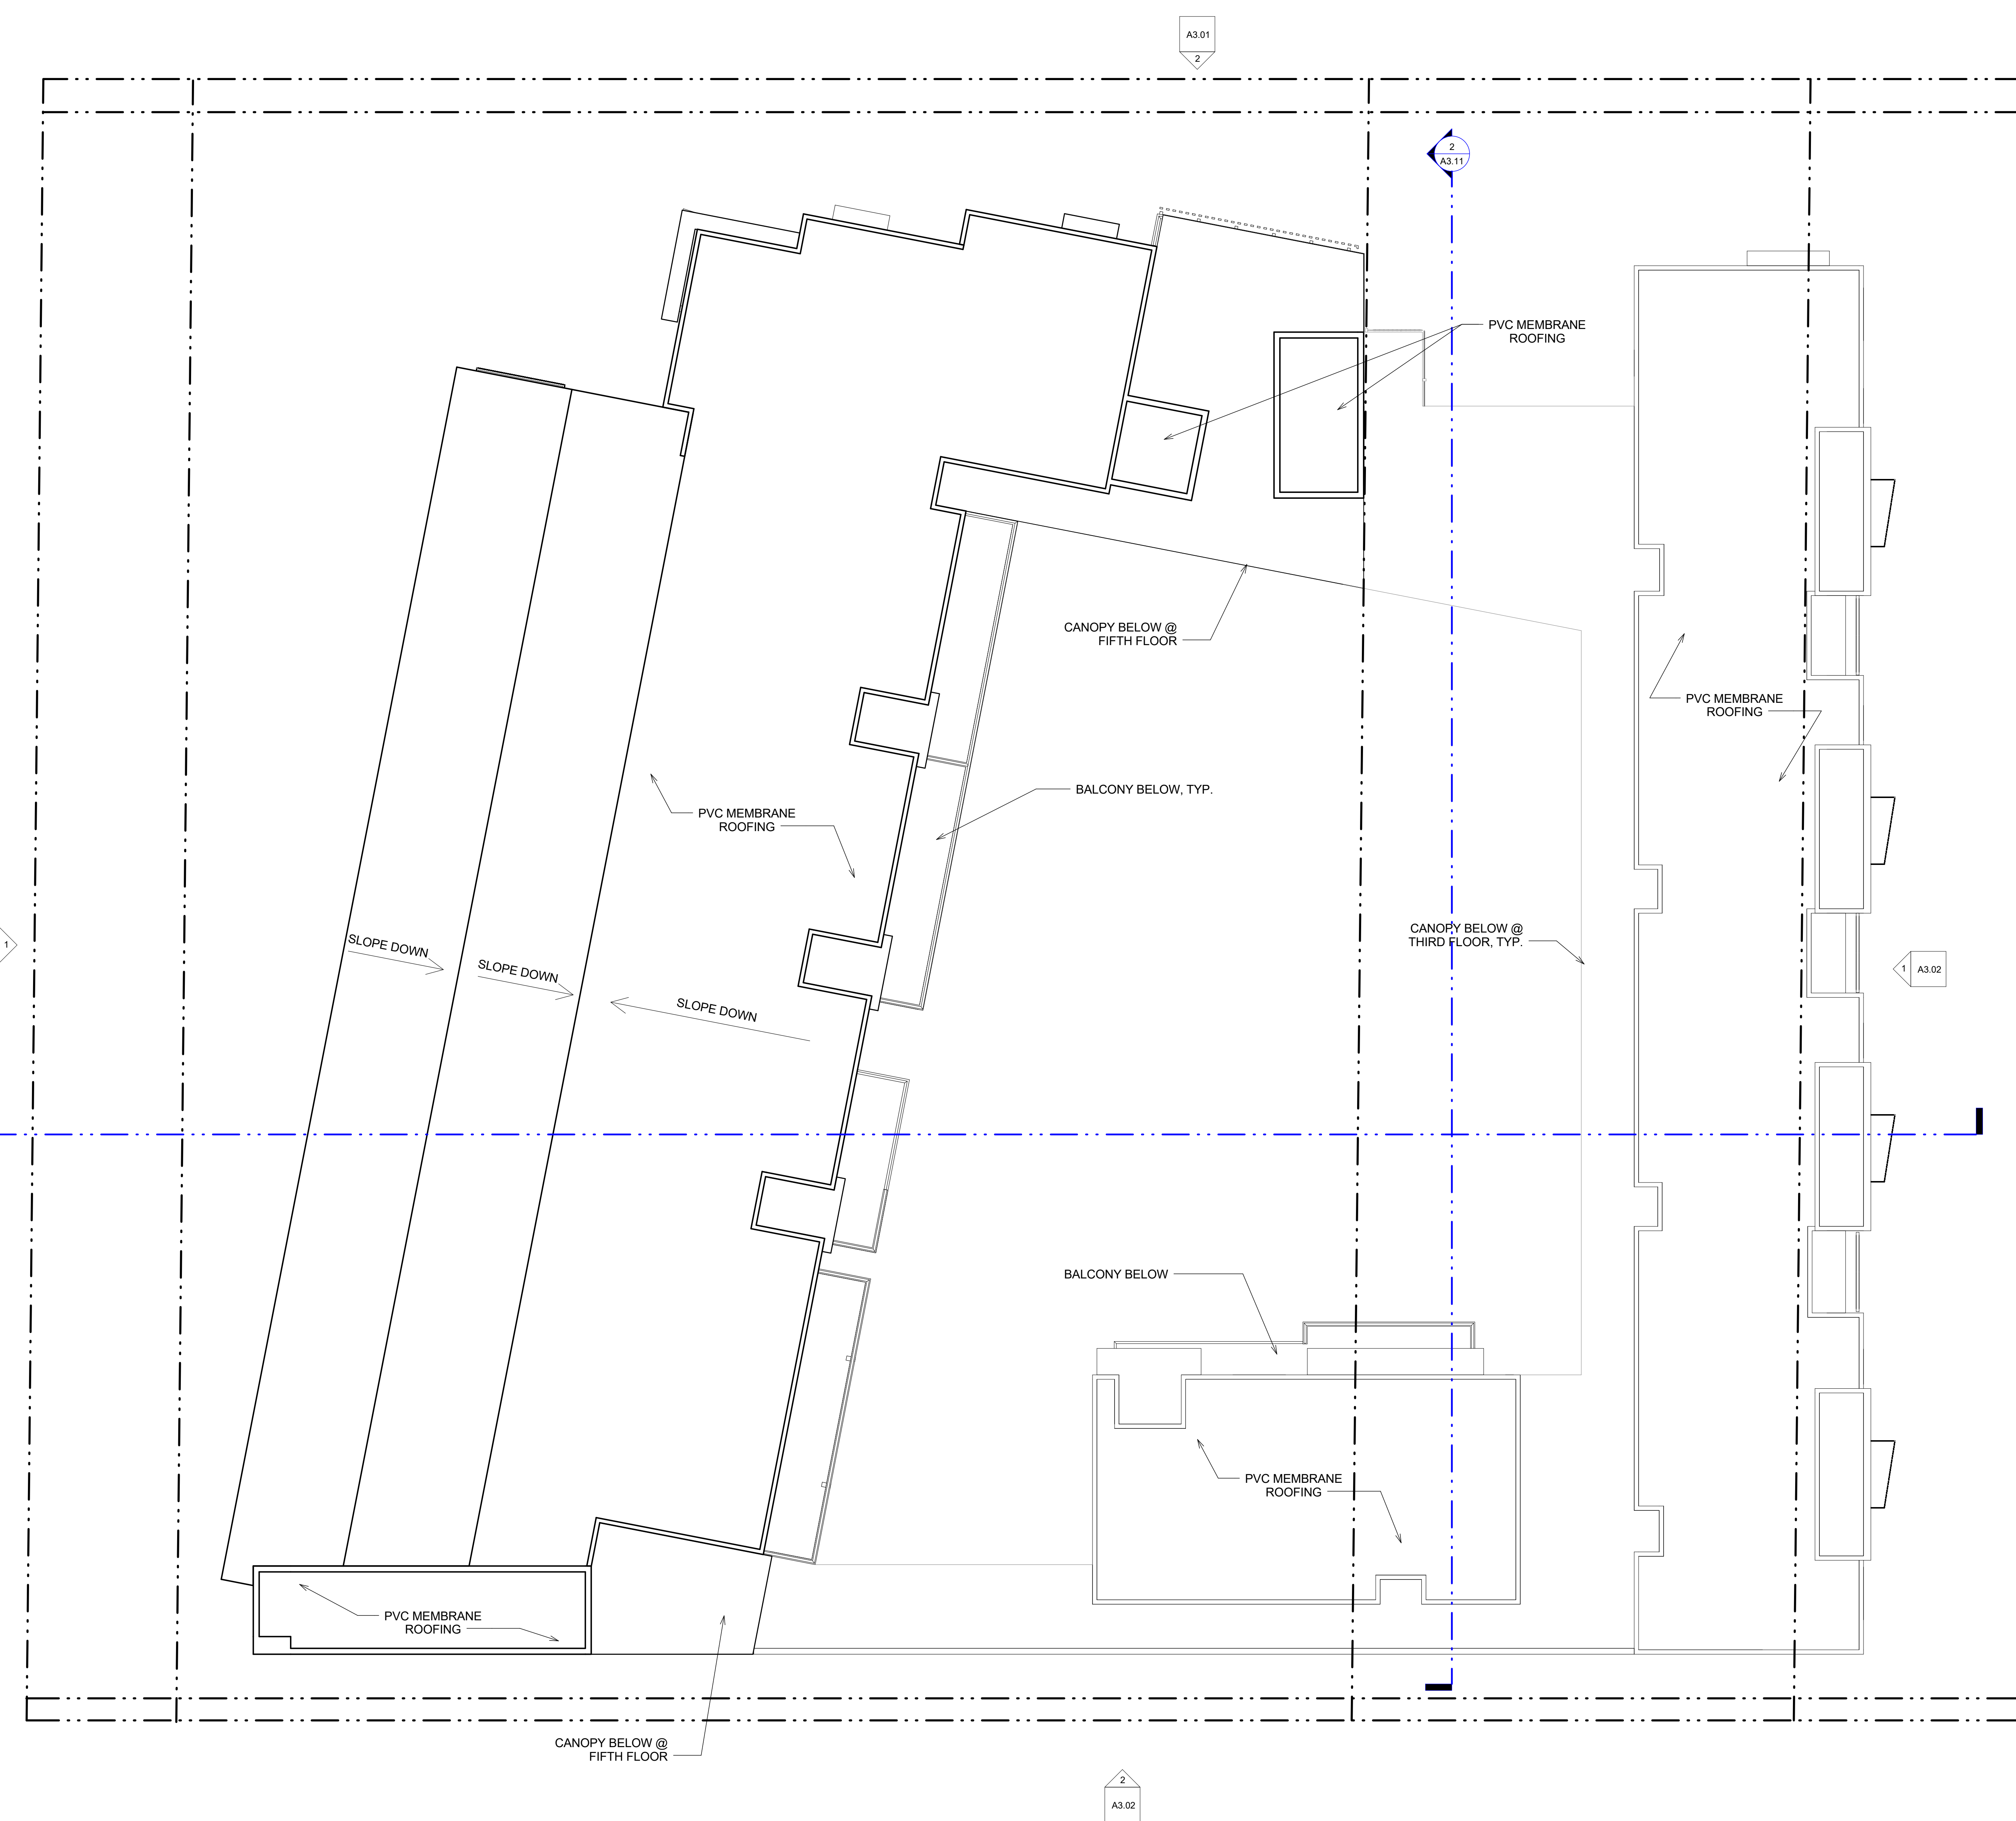 A3.01
2
2
A3.11
PVC MEMBRANE
ROOFING
CANOPY BELOW @
FIFTH FLOOR
PVC MEMBRANE
ROOFING
BALCONY BELOW, TYP.
PVC MEMBRANE
ROOFING
CANOPY BELOW @
THIRD FLOOR, TYP.
1
SLOPE DOWN
SLOPE DOWN
SLOPE DOWN
1
A3.02
BALCONY BELOW
PVC MEMBRANE
ROOFING
PVC MEMBRANE
ROOFING
CANOPY BELOW @
FIFTH FLOOR
2
A3.02